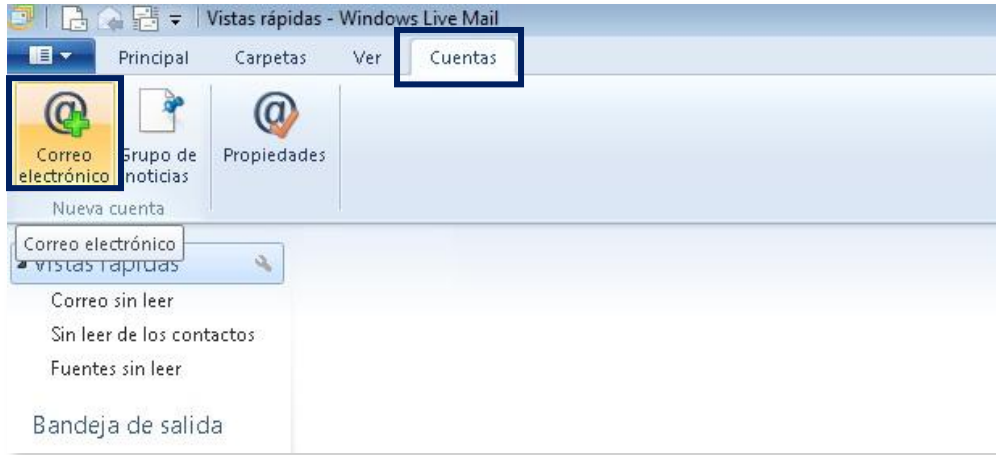 Vistas rápidas - Windows Live Mail
Principal Carpetas Ver Cuentas
Correo electrónico
Grupo de noticias
Propiedades
Nueva cuenta
Correo electrónico
Vistas rápidas
Correo sin leer
Sin leer de los contactos
Fuentes sin leer
Bandeja de salida